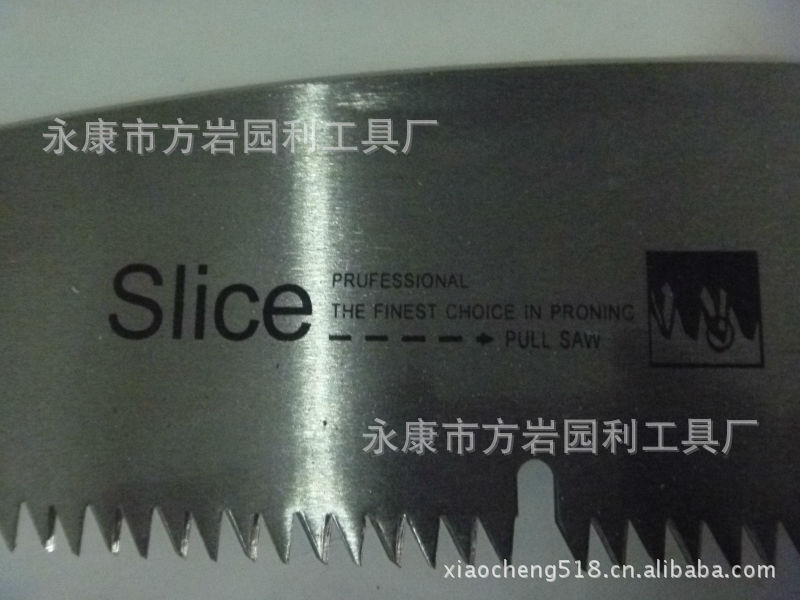 永康市方岩园利工具厂
Slice
PRUFESSIONAL
THE FINEST CHOICE IN PRONINC
PULL SAW
永康市方岩园利工具厂
xiaocheng518.cn.alibaba.com